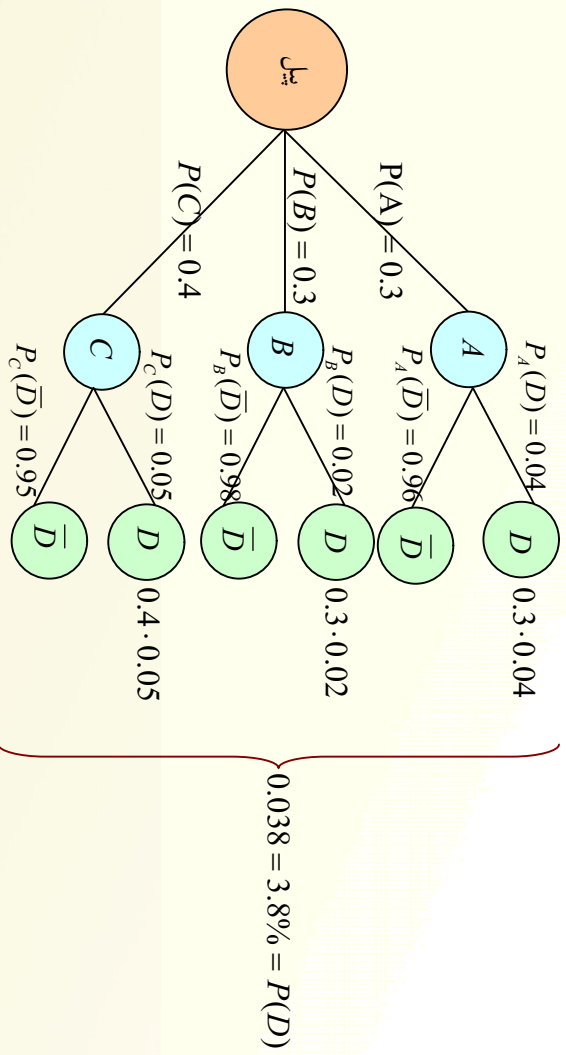 پیل
P(A) = 0.3
P(B) = 0.3
P(C) = 0.4
A
B
C
P_A(D) = 0.04
P_A(D̅) = 0.96
P_B(D) = 0.02
P_B(D̅) = 0.98
P_C(D) = 0.05
P_C(D̅) = 0.95
D
D̅
D
D̅
D
D̅
0.3 · 0.04
0.3 · 0.02
0.4 · 0.05
0.038 = 3.8% = P(D)